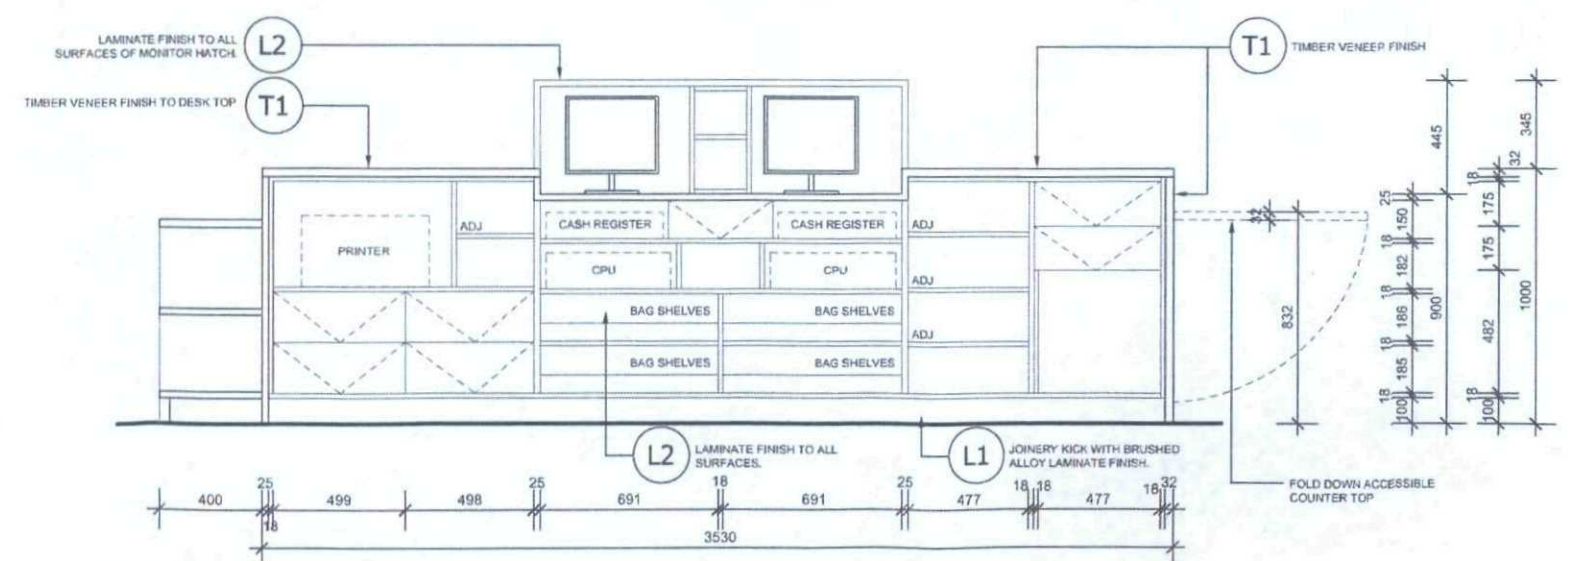 LAMINATE FINISH TO ALL
SURFACES OF MONITOR HATCH.
L2
TIMBER VENEER FINISH TO DESK TOP
T1
T1
TIMBER VENEER FINISH
PRINTER
ADJ
CASH REGISTER
CASH REGISTER
CPU
CPU
BAG SHELVES
BAG SHELVES
BAG SHELVES
BAG SHELVES
ADJ
ADJ
ADJ
32
832
25
150
18
182
18
186
18
185
18
100
445
900
18
175
175
482
18
100
345
32
1000
L2
LAMINATE FINISH TO ALL
SURFACES.
L1
JOINERY KICK WITH BRUSHED
ALLOY LAMINATE FINISH.
FOLD DOWN ACCESSIBLE
COUNTER TOP
400
25
18
499
498
25
691
18
691
25
477
18
18
477
18
32
3530